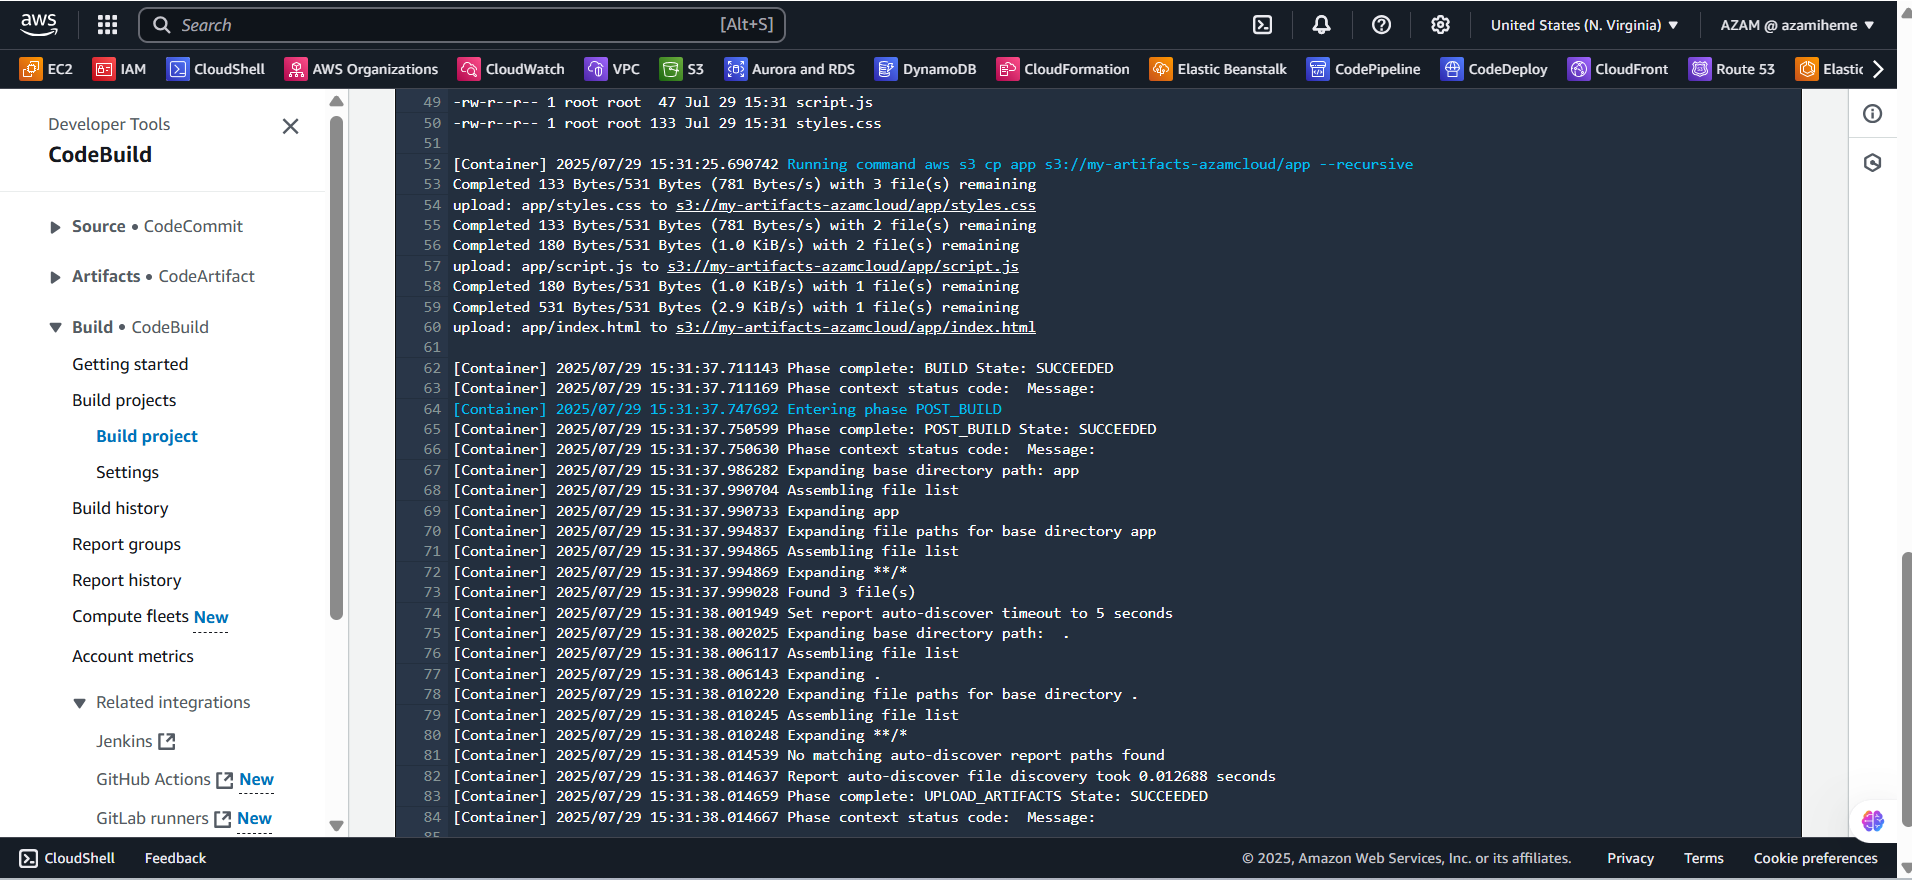 aws
Search [Alt+S]
United States (N. Virginia) ▼
AZAM @ azamiheme ▼
EC2 IAM CloudShell AWS Organizations CloudWatch VPC S3 Aurora and RDS DynamoDB CloudFormation Elastic Beanstalk CodePipeline CodeDeploy CloudFront Route 53 Elastic
Developer Tools
CodeBuild
Source • CodeCommit
Artifacts • CodeArtifact
Build • CodeBuild
Getting started
Build projects
Build project
Settings
Build history
Report groups
Report history
Compute fleets New
Account metrics
Related integrations
Jenkins
GitHub Actions New
GitLab runners New
49 -rw-r--r-- 1 root root  47 Jul 29 15:31 script.js
50 -rw-r--r-- 1 root root 133 Jul 29 15:31 styles.css
51
52 [Container] 2025/07/29 15:31:25.690742 Running command aws s3 cp app s3://my-artifacts-azamcloud/app --recursive
53 Completed 133 Bytes/531 Bytes (781 Bytes/s) with 3 file(s) remaining
54 upload: app/styles.css to s3://my-artifacts-azamcloud/app/styles.css
55 Completed 133 Bytes/531 Bytes (781 Bytes/s) with 2 file(s) remaining
56 Completed 180 Bytes/531 Bytes (1.0 KiB/s) with 2 file(s) remaining
57 upload: app/script.js to s3://my-artifacts-azamcloud/app/script.js
58 Completed 180 Bytes/531 Bytes (1.0 KiB/s) with 1 file(s) remaining
59 Completed 531 Bytes/531 Bytes (2.9 KiB/s) with 1 file(s) remaining
60 upload: app/index.html to s3://my-artifacts-azamcloud/app/index.html
61
62 [Container] 2025/07/29 15:31:37.711143 Phase complete: BUILD State: SUCCEEDED
63 [Container] 2025/07/29 15:31:37.711169 Phase context status code:  Message:
64 [Container] 2025/07/29 15:31:37.747692 Entering phase POST_BUILD
65 [Container] 2025/07/29 15:31:37.750599 Phase complete: POST_BUILD State: SUCCEEDED
66 [Container] 2025/07/29 15:31:37.750630 Phase context status code:  Message:
67 [Container] 2025/07/29 15:31:37.986282 Expanding base directory path: app
68 [Container] 2025/07/29 15:31:37.990704 Assembling file list
69 [Container] 2025/07/29 15:31:37.990733 Expanding app
70 [Container] 2025/07/29 15:31:37.994837 Expanding file paths for base directory app
71 [Container] 2025/07/29 15:31:37.994865 Assembling file list
72 [Container] 2025/07/29 15:31:37.994869 Expanding **/*
73 [Container] 2025/07/29 15:31:37.999028 Found 3 file(s)
74 [Container] 2025/07/29 15:31:38.001949 Set report auto-discover timeout to 5 seconds
75 [Container] 2025/07/29 15:31:38.002025 Expanding base directory path:  .
76 [Container] 2025/07/29 15:31:38.006117 Assembling file list
77 [Container] 2025/07/29 15:31:38.006143 Expanding .
78 [Container] 2025/07/29 15:31:38.010220 Expanding file paths for base directory .
79 [Container] 2025/07/29 15:31:38.010245 Assembling file list
80 [Container] 2025/07/29 15:31:38.010248 Expanding **/*
81 [Container] 2025/07/29 15:31:38.014539 No matching auto-discover report paths found
82 [Container] 2025/07/29 15:31:38.014637 Report auto-discover file discovery took 0.012688 seconds
83 [Container] 2025/07/29 15:31:38.014659 Phase complete: UPLOAD_ARTIFACTS State: SUCCEEDED
84 [Container] 2025/07/29 15:31:38.014667 Phase context status code:  Message:
85
CloudShell Feedback
© 2025, Amazon Web Services, Inc. or its affiliates. Privacy Terms Cookie preferences